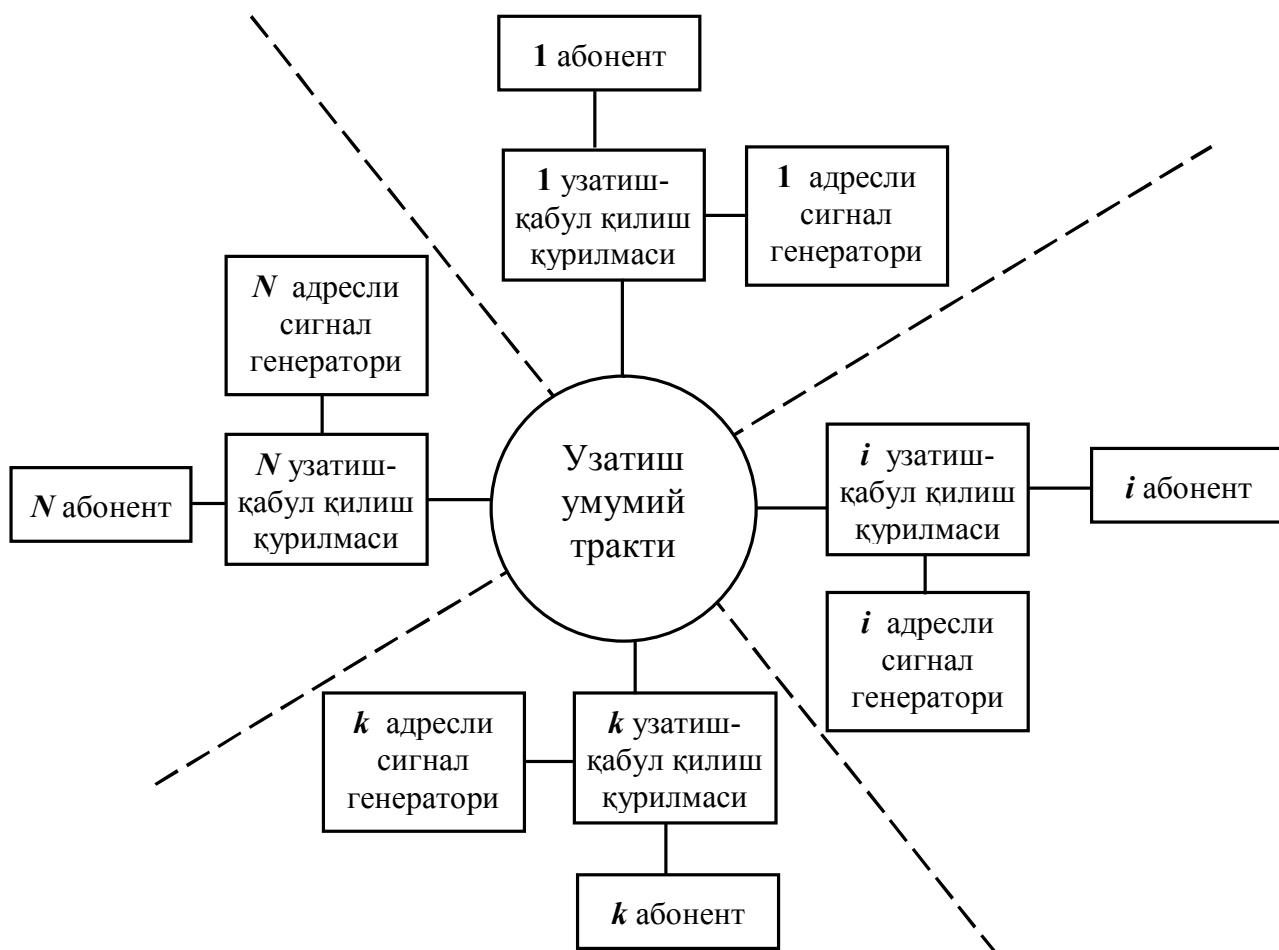 1 абонент
1 узатиш-
қабул қилиш
қурилмаси
1 адресли
сигнал
генератори
N адресли
сигнал
генератори
N узатиш-
қабул қилиш
қурилмаси
N абонент
Узатиш
умумий
тракти
i узатиш-
қабул қилиш
қурилмаси
i абонент
i адресли
сигнал
генератори
k адресли
сигнал
генератори
k узатиш-
қабул қилиш
қурилмаси
k абонент